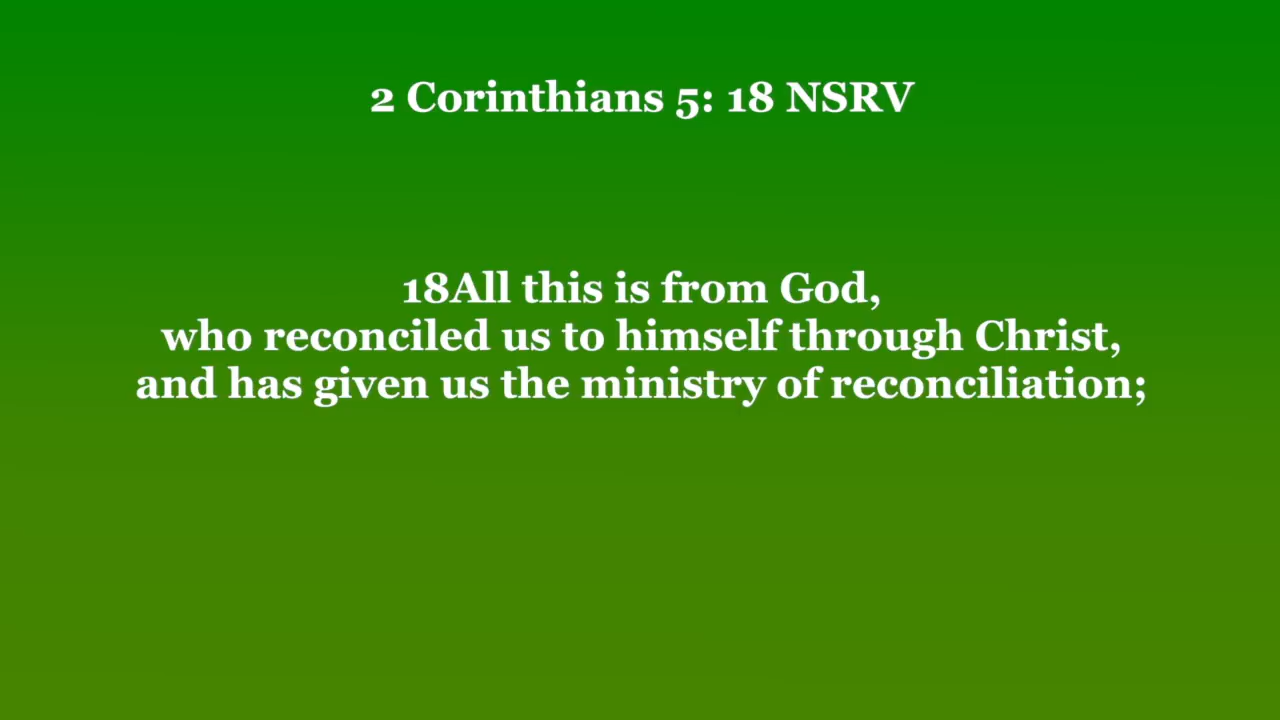 2 Corinthians 5: 18 NSRV
18All this is from God,
who reconciled us to himself through Christ,
and has given us the ministry of reconciliation;